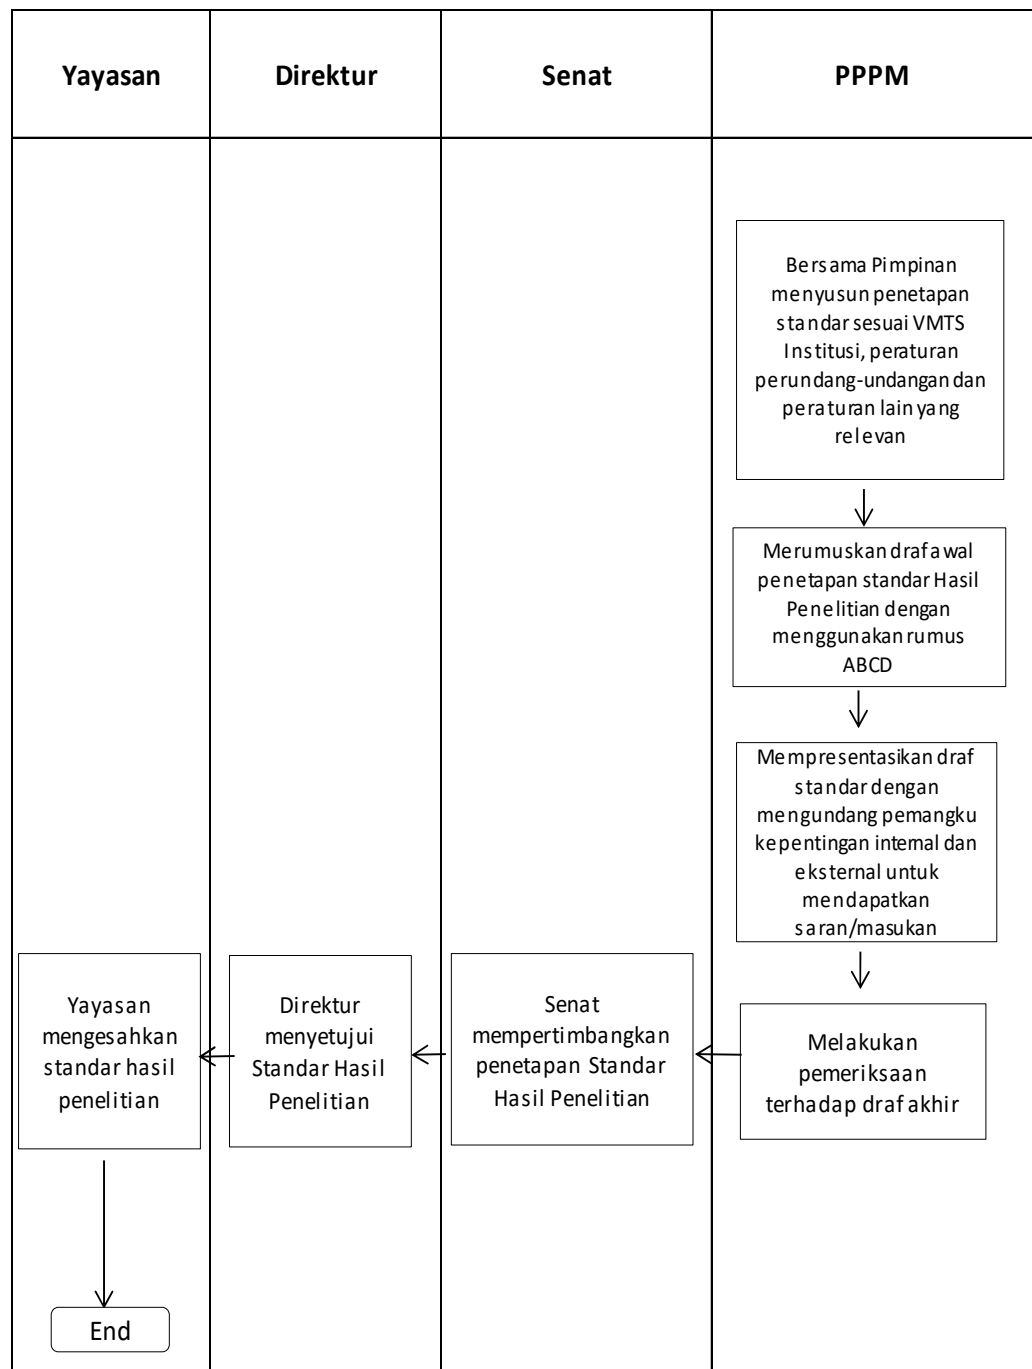 Yayasan
Direktur
Senat
PPPM
Bersama Pimpinan
menyusun penetapan
standar sesuai VMTS
Institusi, peraturan
perundang-undangan dan
peraturan lain yang
relevan
Merumuskan draf awal
penetapan standar Hasil
Penelitian dengan
menggunakan rumus
ABCD
Mempresentasikan draf
standar dengan
mengundang pemangku
kepentingan internal dan
eksternal untuk
mendapatkan
saran/masukan
Melakukan
pemeriksaan
terhadap draf akhir
Senat
mempertimbangkan
penetapan Standar
Hasil Penelitian
Direktur
menyetujui
Standar Hasil
Penelitian
Yayasan
mengesahkan
standar hasil
penelitian
End